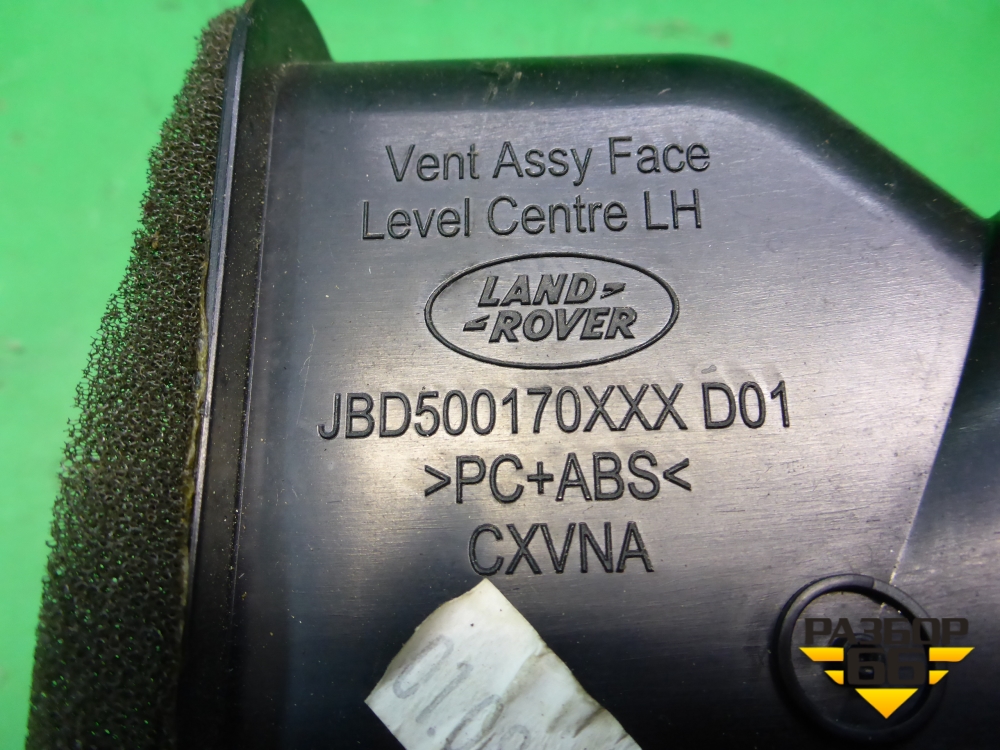 Vent Assy Face
Level Centre LH
LAND
ROVER
JBD500170XXX D01
>PC+ABS<
CXVNA
РАЗБОР
66